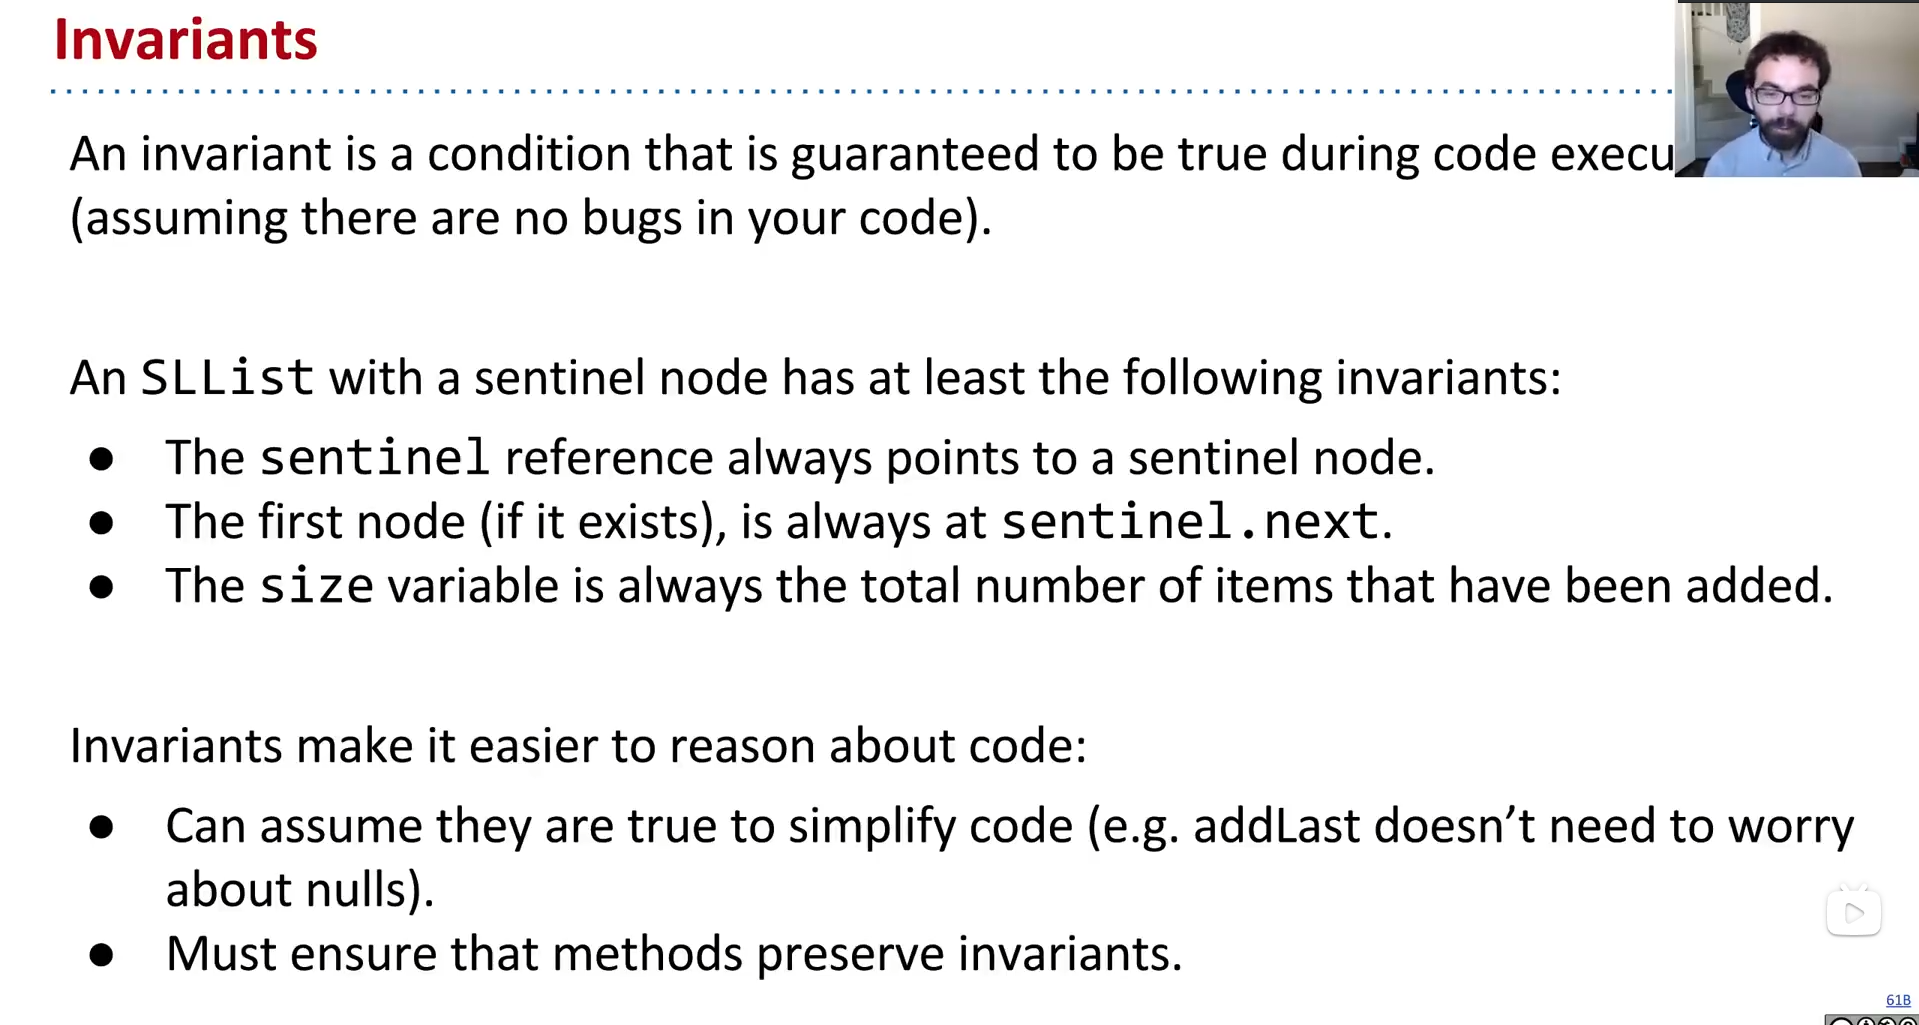 Invariants
An invariant is a condition that is guaranteed to be true during code execu
(assuming there are no bugs in your code).
An SLList with a sentinel node has at least the following invariants:
● The sentinel reference always points to a sentinel node.
● The first node (if it exists), is always at sentinel.next.
● The size variable is always the total number of items that have been added.
Invariants make it easier to reason about code:
● Can assume they are true to simplify code (e.g. addLast doesn’t need to worry
about nulls).
● Must ensure that methods preserve invariants.
61B